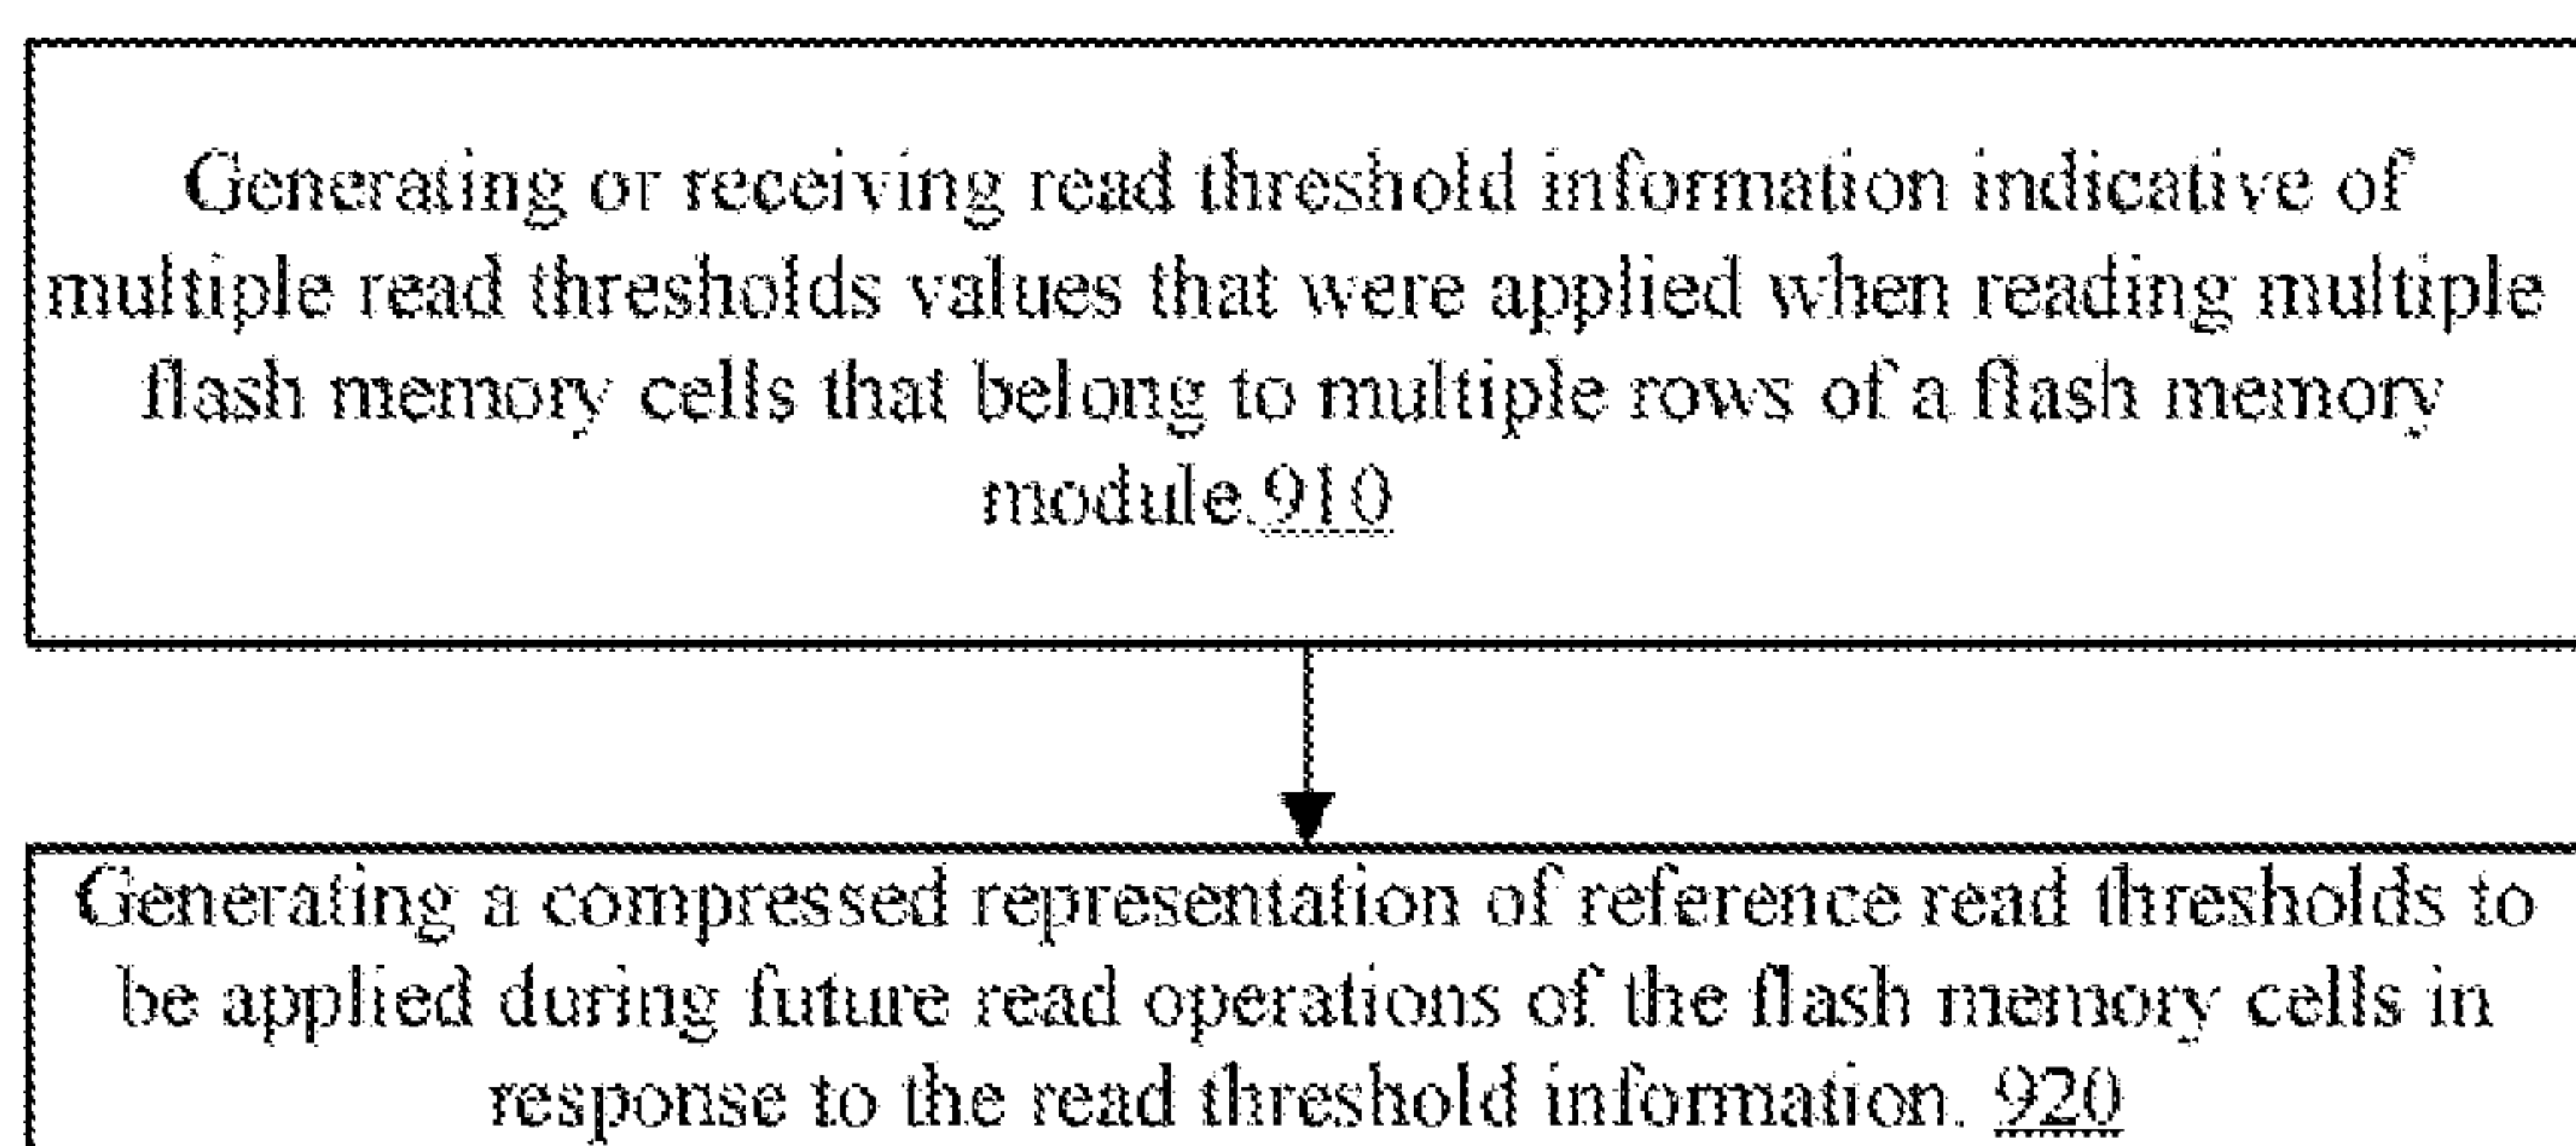 Generating or receiving read threshold information indicative of
multiple read thresholds values that were applied when reading multiple
flash memory cells that belong to multiple rows of a flash memory
module. 910
Generating a compressed representation of reference read thresholds to
be applied during future read operations of the flash memory cells in
response to the read threshold information. 920